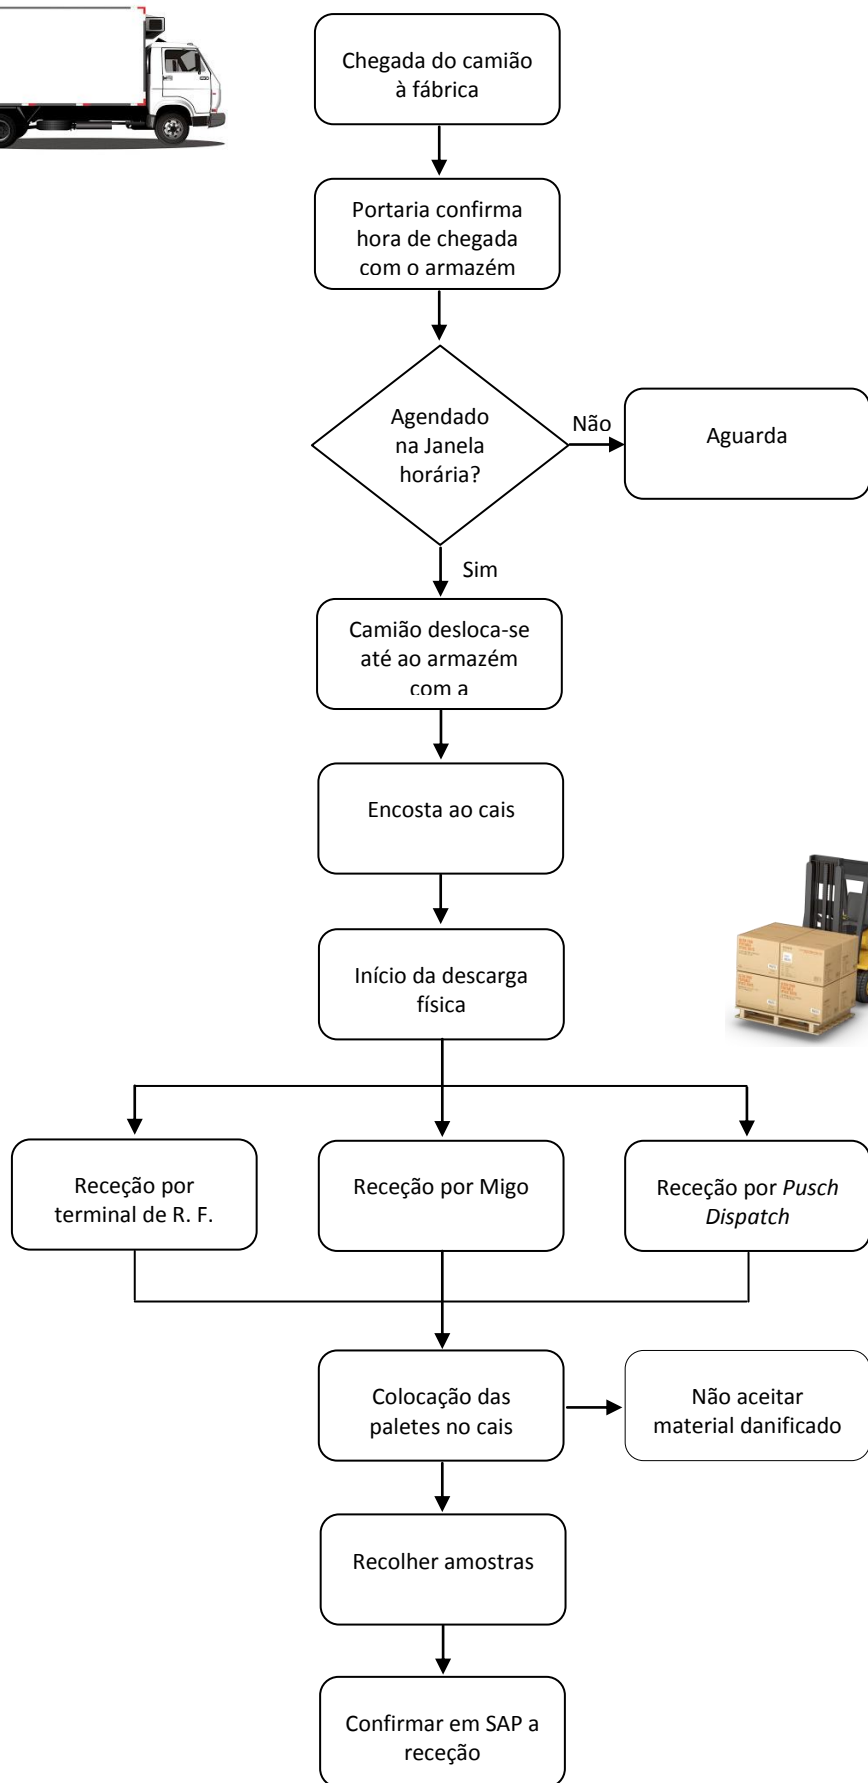 Chegada do camião
à fábrica
Portaria confirma
hora de chegada
com o armazém
Agendado
na Janela
horária?
Não
Aguarda
Sim
Camião desloca-se
até ao armazém
com a
Encosta ao cais
Início da descarga
física
Receção por
terminal de R. F.
Receção por Migo
Receção por Pusch
Dispatch
Colocação das
paletes no cais
Não aceitar
material danificado
Recolher amostras
Confirmar em SAP a
receção